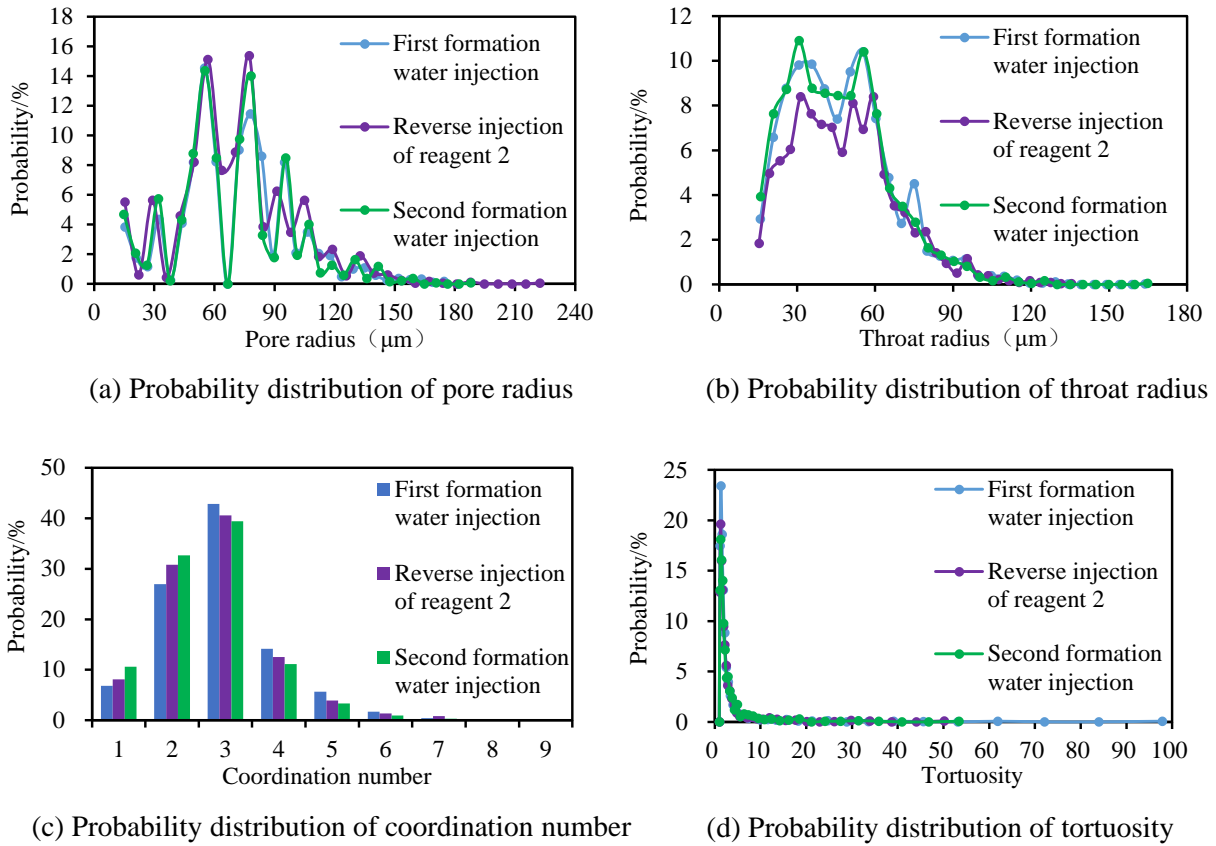 18
16
14
12
10
8
6
4
2
0
Probability/%
First formation
water injection
Reverse injection
of reagent 2
Second formation
water injection
0 30 60 90 120 150 180 210 240
Pore radius（μm）
(a) Probability distribution of pore radius
12
10
8
6
4
2
0
Probability/%
First formation
water injection
Reverse injection
of reagent 2
Second formation
water injection
0 30 60 90 120 150 180
Throat radius（μm）
(b) Probability distribution of throat radius
50
40
30
20
10
0
Probability/%
First formation
water injection
Reverse injection
of reagent 2
Second formation
water injection
1 2 3 4 5 6 7 8 9
Coordination number
(c) Probability distribution of coordination number
25
20
15
10
5
0
Probability/%
First formation
water injection
Reverse injection
of reagent 2
Second formation
water injection
0 10 20 30 40 50 60 70 80 90 100
Tortuosity
(d) Probability distribution of tortuosity